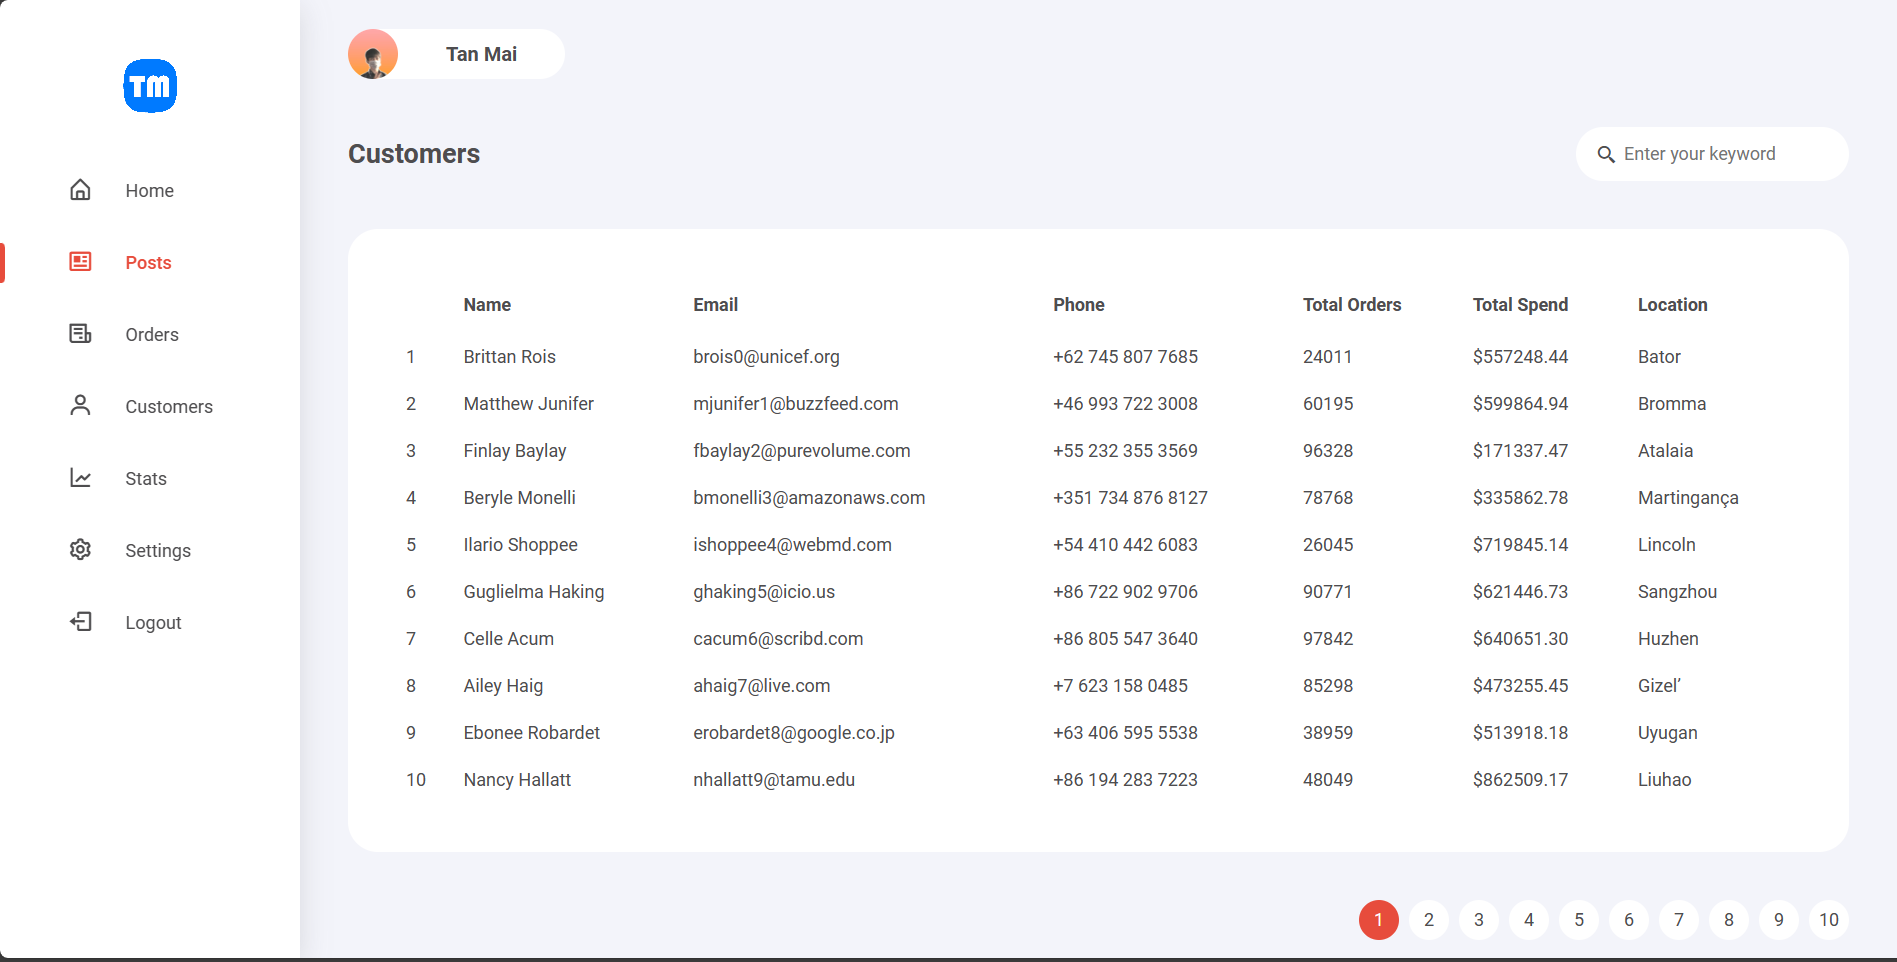 TM
Home
Posts
Orders
Customers
Stats
Settings
Logout
Tan Mai
Customers
Enter your keyword
Name Email Phone Total Orders Total Spend Location
1 Brittan Rois brois0@unicef.org +62 745 807 7685 24011 $557248.44 Bator
2 Matthew Junifer mjunifer1@buzzfeed.com +46 993 722 3008 60195 $599864.94 Bromma
3 Finlay Baylay fbaylay2@purevolume.com +55 232 355 3569 96328 $171337.47 Atalaia
4 Beryle Monelli bmonelli3@amazonaws.com +351 734 876 8127 78768 $335862.78 Martingança
5 Ilario Shoppee ishoppee4@webmd.com +54 410 442 6083 26045 $719845.14 Lincoln
6 Guglielma Haking ghaking5@icio.us +86 722 902 9706 90771 $621446.73 Sangzhou
7 Celle Acum cacum6@scribd.com +86 805 547 3640 97842 $640651.30 Huzhen
8 Ailey Haig ahaig7@live.com +7 623 158 0485 85298 $473255.45 Gizel’
9 Ebonee Robardet erobardet8@google.co.jp +63 406 595 5538 38959 $513918.18 Uyugan
10 Nancy Hallatt nhallatt9@tamu.edu +86 194 283 7223 48049 $862509.17 Liuhao
1 2 3 4 5 6 7 8 9 10